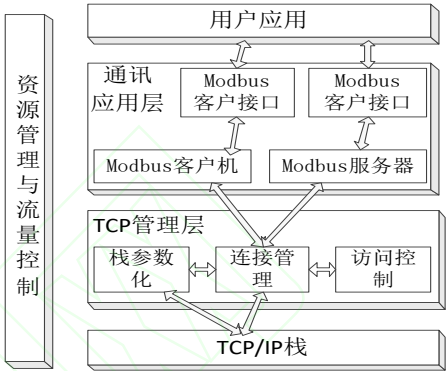 用户应用
资源管理与流量控制
通讯
应用层
Modbus
客户接口
Modbus
客户接口
Modbus客户机
Modbus服务器
TCP管理层
栈参数
化
连接管
理
访问控
制
TCP/IP栈